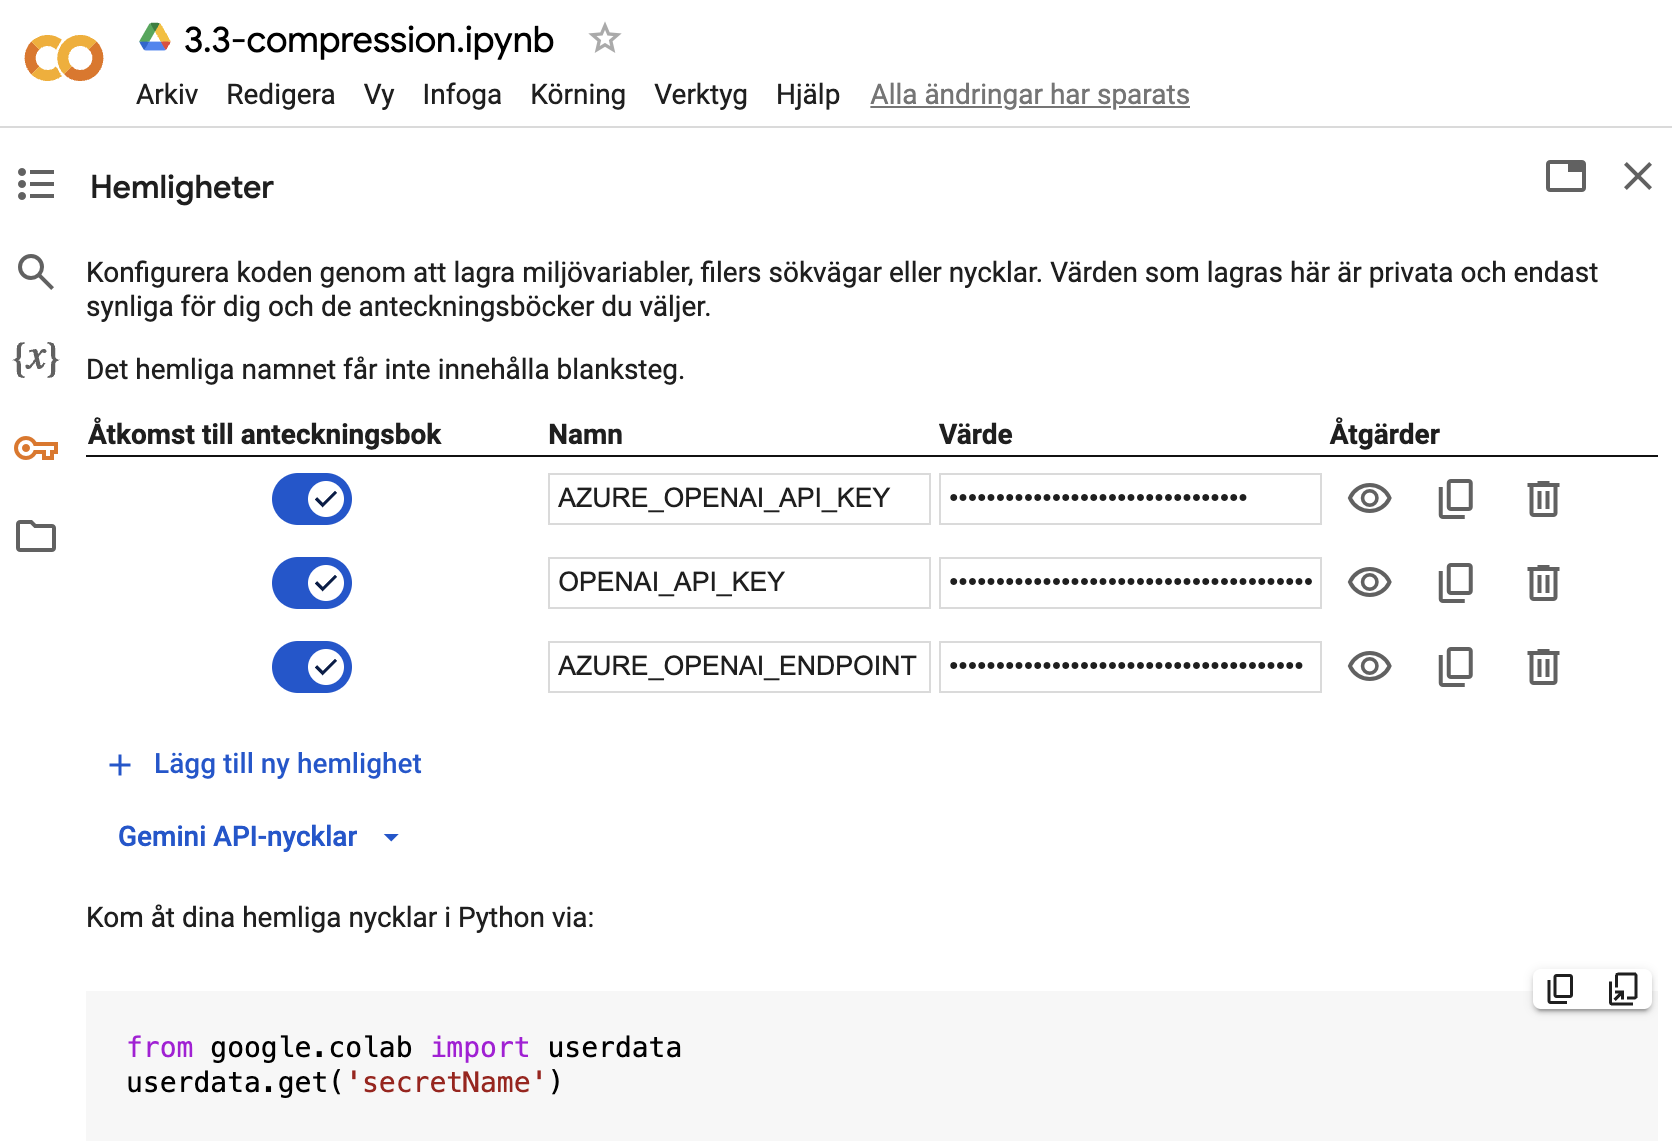 3.3-compression.ipynb
Arkiv Redigera Vy Infoga Körning Verktyg Hjälp Alla ändringar har sparats
Hemligheter
Konfigurera koden genom att lagra miljövariabler, filers sökvägar eller nycklar. Värden som lagras här är privata och endast
synliga för dig och de anteckningsböcker du väljer.
{x}
Det hemliga namnet får inte innehålla blanksteg.
Åtkomst till anteckningsbok Namn Värde Åtgärder
AZURE_OPENAI_API_KEY
OPENAI_API_KEY
AZURE_OPENAI_ENDPOINT
+ Lägg till ny hemlighet
Gemini API-nycklar
Kom åt dina hemliga nycklar i Python via:
from google.colab import userdata
userdata.get('secretName')